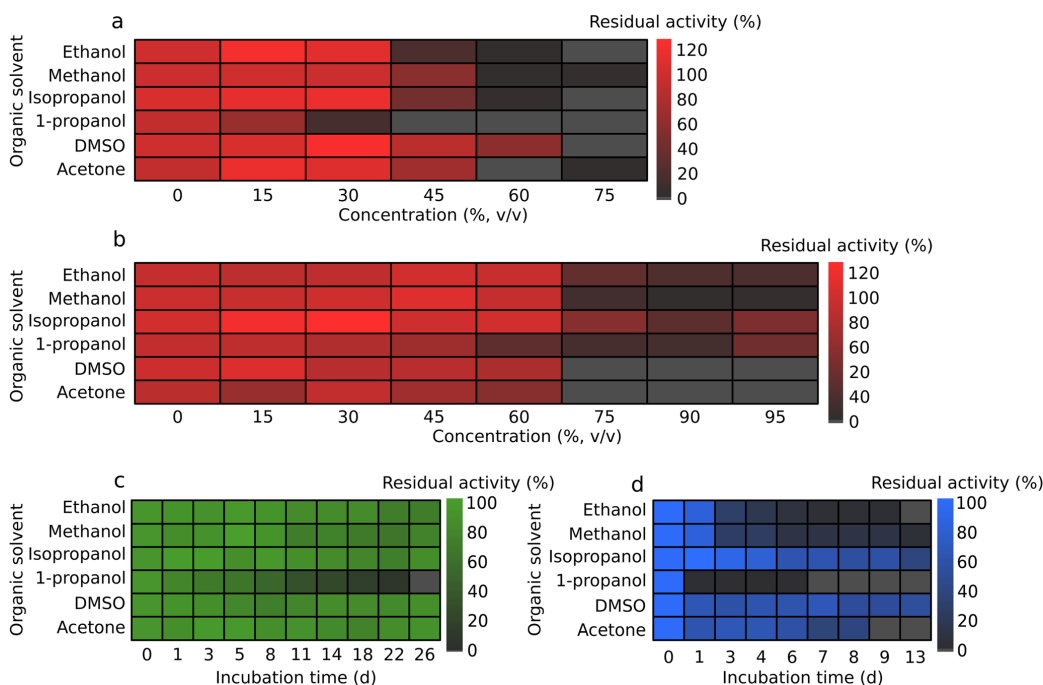 a
Residual activity (%)
Organic solvent
Ethanol
Methanol
Isopropanol
1-propanol
DMSO
Acetone
0 15 30 45 60 75
Concentration (%, v/v)
120
100
80
60
40
20
0
b
Residual activity (%)
Organic solvent
Ethanol
Methanol
Isopropanol
1-propanol
DMSO
Acetone
0 15 30 45 60 75 90 95
Concentration (%, v/v)
120
100
80
60
20
20
0
c
Residual activity (%)
Organic solvent
Ethanol
Methanol
Isopropanol
1-propanol
DMSO
Acetone
0 1 3 5 8 11 14 18 22 26
Incubation time (d)
100
80
60
40
20
0
d
Residual activity (%)
Organic solvent
Ethanol
Methanol
Isopropanol
1-propanol
DMSO
Acetone
0 1 3 4 6 7 8 9 13
Incubation time (d)
100
80
60
40
20
0